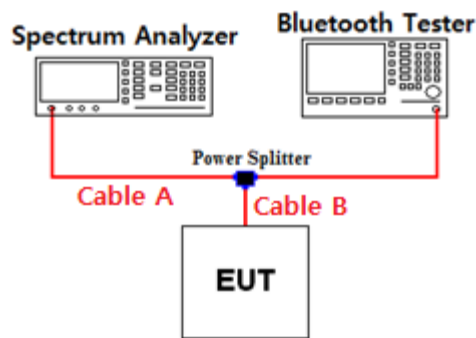 Spectrum Analyzer
Bluetooth Tester
Power Splitter
Cable A
Cable B
EUT